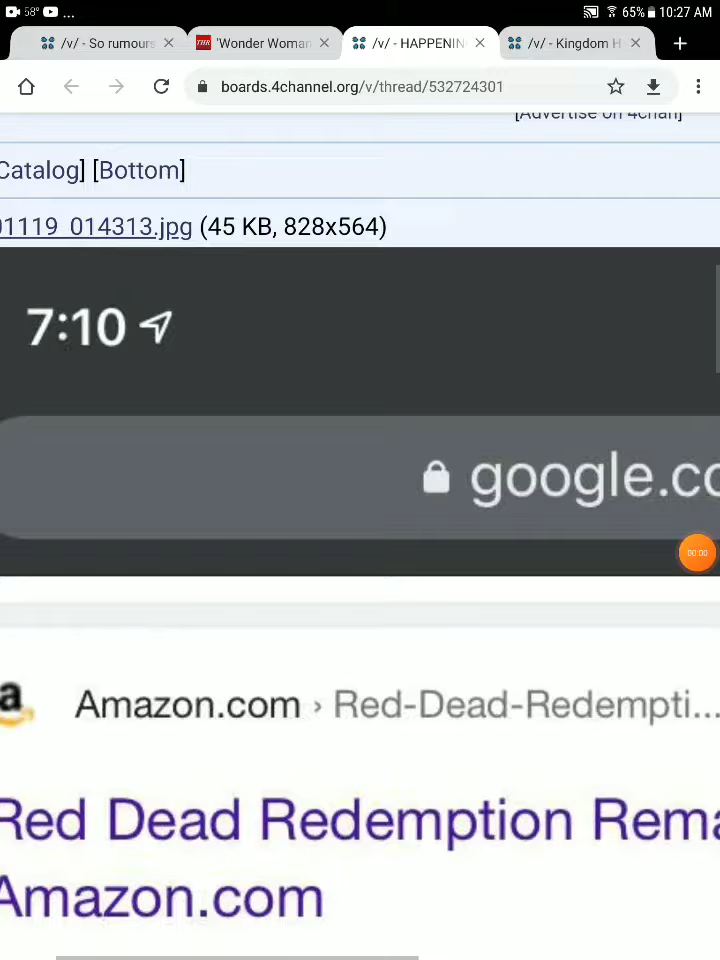 58° ... 65% 10:27 AM
/v/ - So rumours THR 'Wonder Woman /v/ - HAPPENIN /v/ - Kingdom H
boards.4channel.org/v/thread/532724301
[Advertise on 4chan]
Catalog] [Bottom]
01119_014313.jpg (45 KB, 828x564)
7:10
google.co
00:00
a Amazon.com › Red-Dead-Redempti...
Red Dead Redemption Rema
Amazon.com